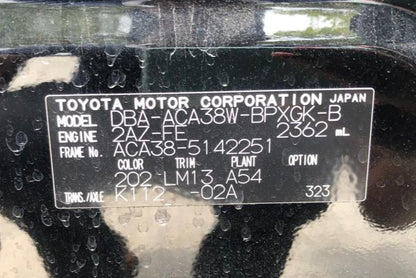 TOYOTA MOTOR CORPORATION JAPAN
MODEL DBA-ACA38W-BPXGK-B
ENGINE 2AZ-FE 2362 mL
FRAME No. ACA38-5142251
COLOR TRIM PLANT OPTION
202 LM13 A54
TRANS./AXLE K112 -02A 323